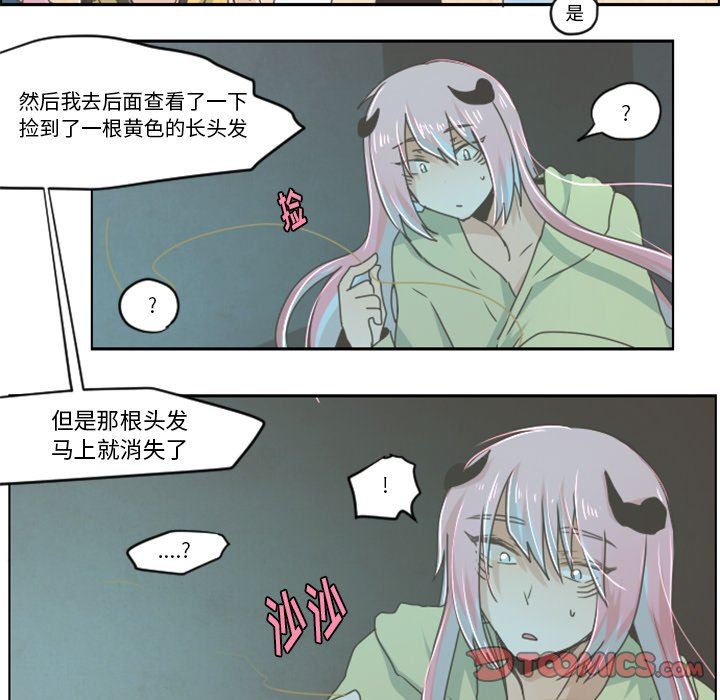 是
然后我去后面查看了一下
捡到了一根黄色的长头发
?
捡
?
但是那根头发
马上就消失了
!
....?
沙沙
TOOMICS.COM